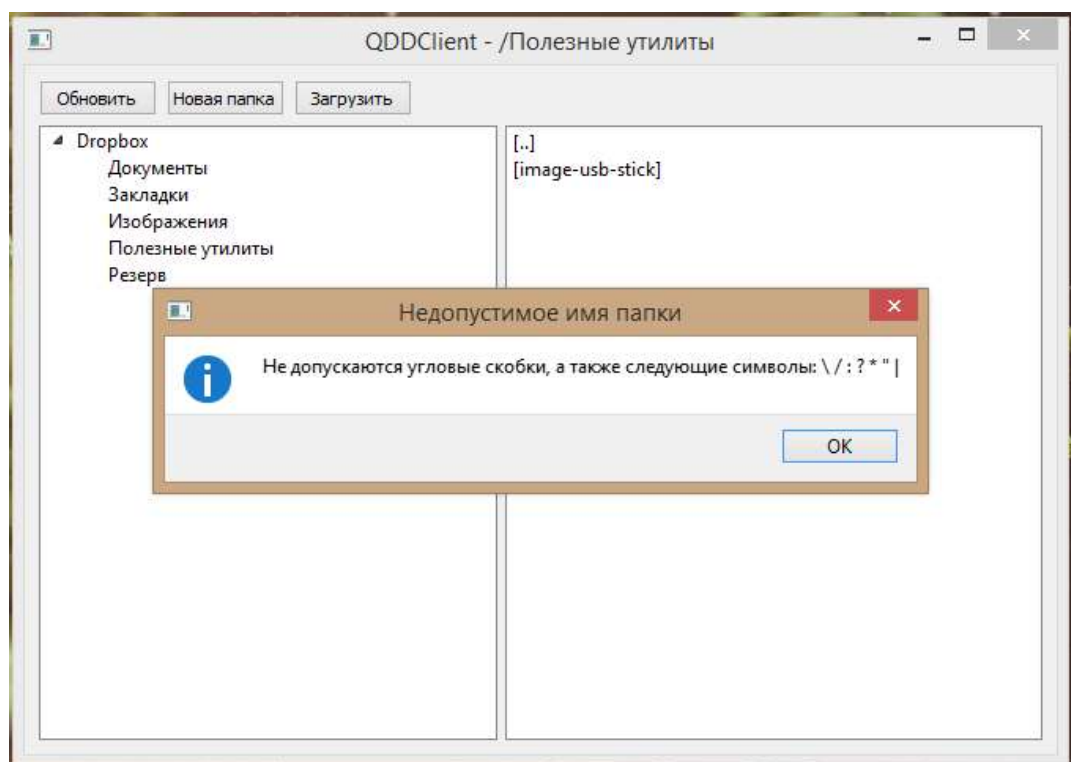 QDDClient - /Полезные утилиты
Обновить Новая папка Загрузить
Dropbox
Документы
Закладки
Изображения
Полезные утилиты
Резерв
[..]
[image-usb-stick]
Недопустимое имя папки
Не допускаются угловые скобки, а также следующие символы: \ / : ? * " |
OK